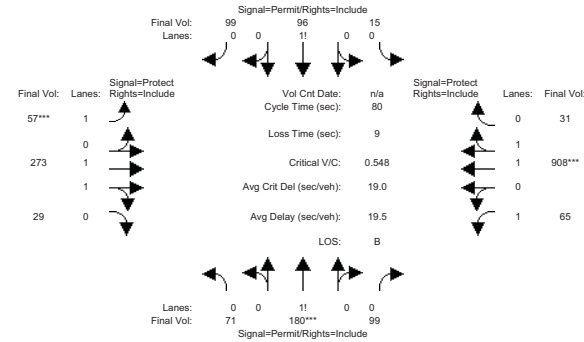 Signal=Permit/Rights=Include
Final Vol: 99 96 15
Lanes: 0 0 1! 0 0
Signal=Protect
Final Vol: Lanes: Rights=Include
Vol Cnt Date: n/a
Signal=Protect
Rights=Include Lanes: Final Vol:
Cycle Time (sec): 80
57*** 1
0 31
Loss Time (sec): 9
0
1
273 1
Critical V/C: 0.548
1 908***
1
Avg Crit Del (sec/veh): 19.0
0
29 0
Avg Delay (sec/veh): 19.5
1 65
LOS: B
Lanes: 0 0 1! 0 0
Final Vol: 71 180*** 99
Signal=Permit/Rights=Include